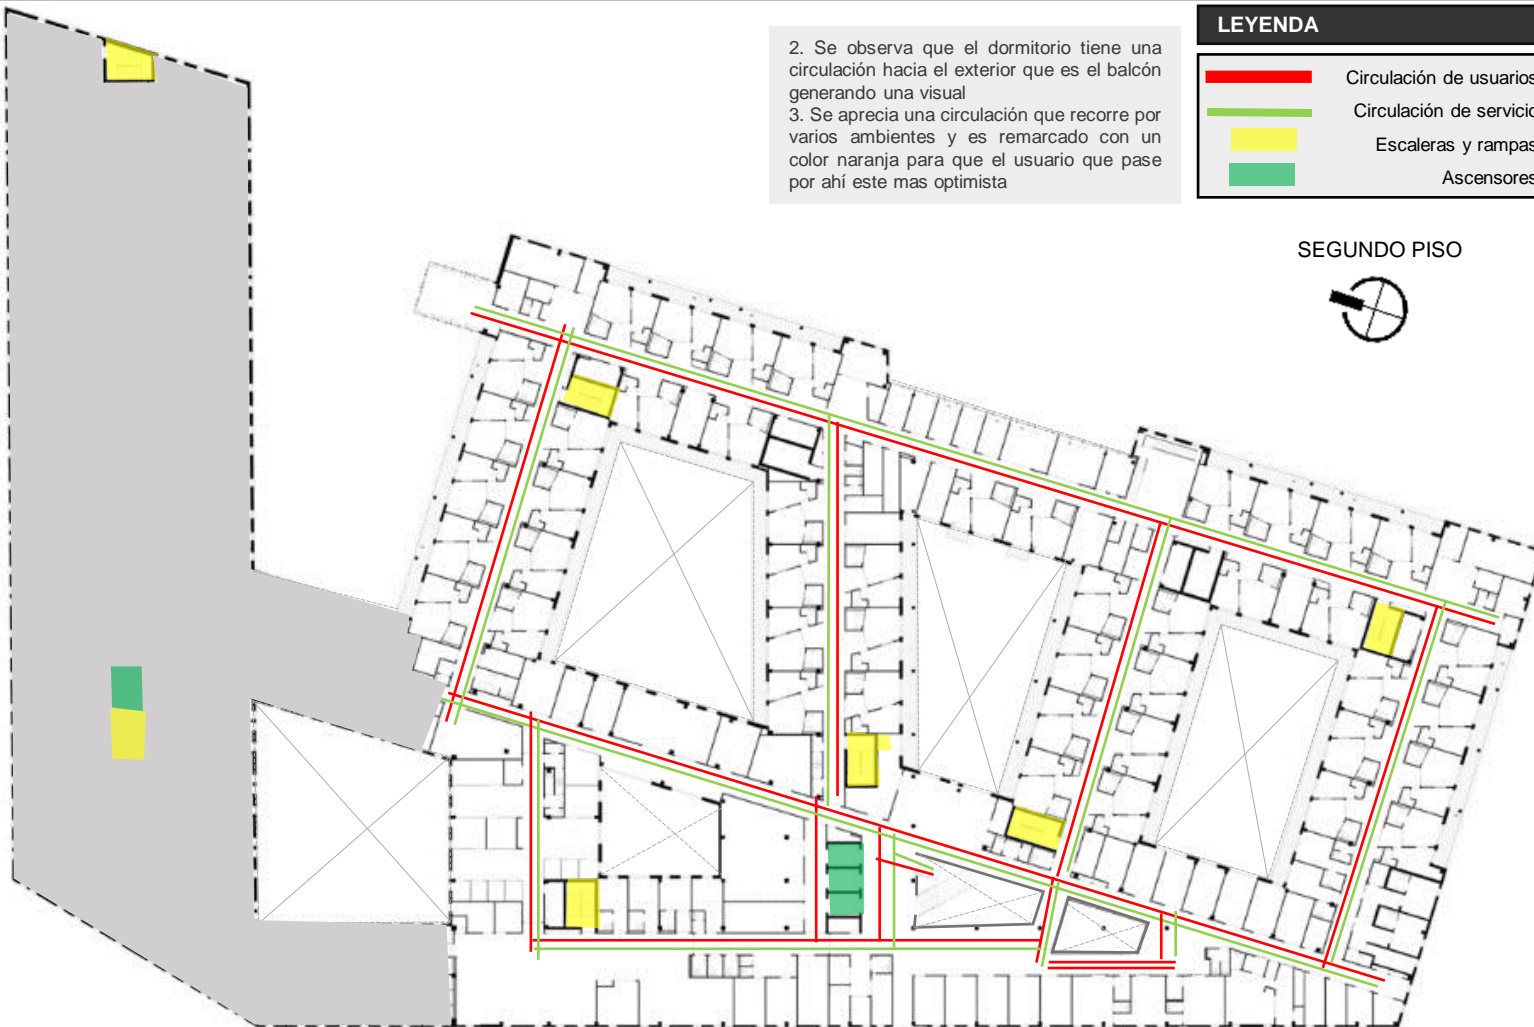 2. Se observa que el dormitorio tiene una
circulación hacia el exterior que es el balcón
generando una visual
3. Se aprecia una circulación que recorre por
varios ambientes y es remarcado con un
color naranja para que el usuario que pase
por ahí este mas optimista
LEYENDA
Circulación de usuarios
Circulación de servicio
Escaleras y rampas
Ascensores
SEGUNDO PISO